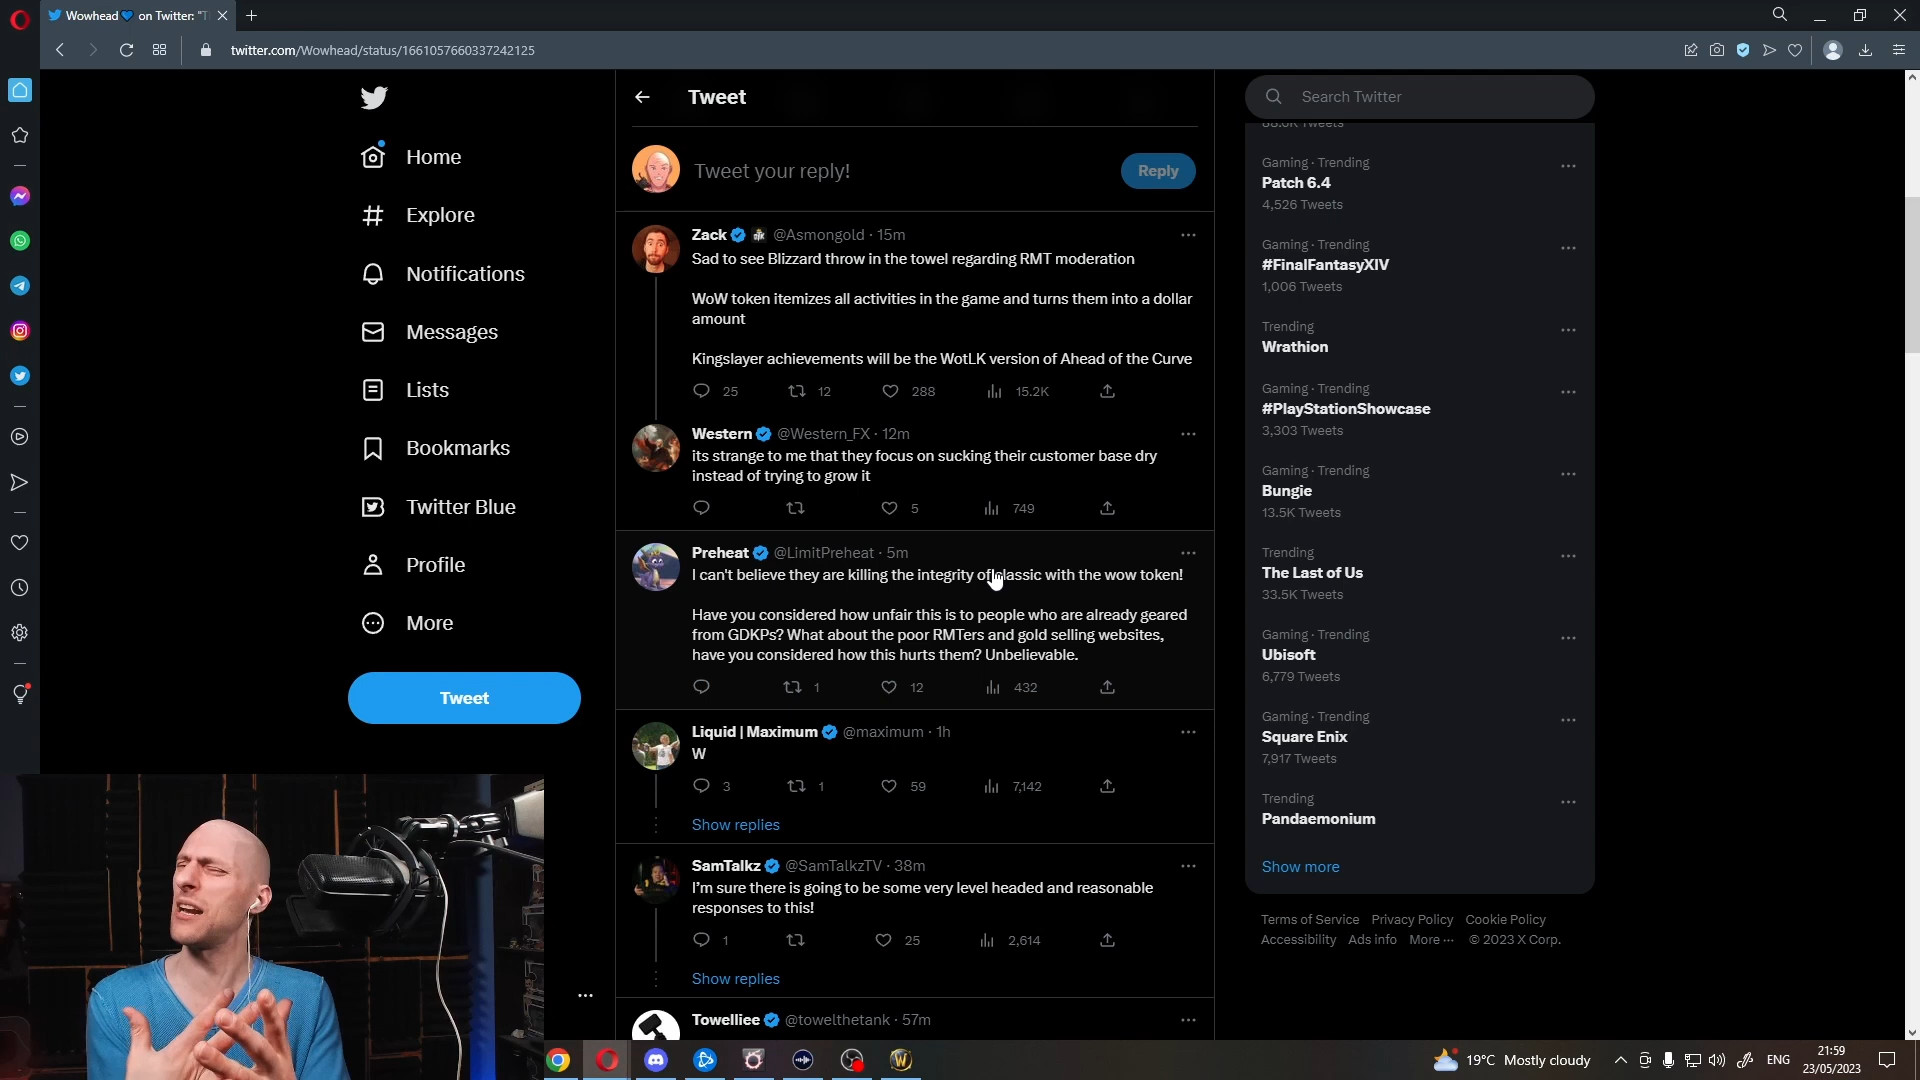 Wowhead 💙 on Twitter: "T
twitter.com/Wowhead/status/1661057660337242125
Home
Explore
Notifications
Messages
Lists
Bookmarks
Twitter Blue
Profile
More
Tweet
Tweet
Tweet your reply!
Reply
Zack @Asmongold · 15m
Sad to see Blizzard throw in the towel regarding RMT moderation
WoW token itemizes all activities in the game and turns them into a dollar
amount
Kingslayer achievements will be the WotLK version of Ahead of the Curve
25 12 288 15.2K
Western @Western_FX · 12m
its strange to me that they focus on sucking their customer base dry
instead of trying to grow it
5 749
Preheat @LimitPreheat · 5m
I can't believe they are killing the integrity of classic with the wow token!
Have you considered how unfair this is to people who are already geared
from GDKPs? What about the poor RMTers and gold selling websites,
have you considered how this hurts them? Unbelievable.
1 12 432
Liquid | Maximum @maximum · 1h
W
3 1 59 7,142
Show replies
SamTalkz @SamTalkzTV · 38m
I'm sure there is going to be some very level headed and reasonable
responses to this!
1 25 2,614
Show replies
Towelliee @towelthetank · 57m
Search Twitter
Gaming · Trending
Patch 6.4
4,526 Tweets
Gaming · Trending
#FinalFantasyXIV
1,006 Tweets
Trending
Wrathion
Gaming · Trending
#PlayStationShowcase
3,303 Tweets
Gaming · Trending
Bungie
13.5K Tweets
Trending
The Last of Us
33.5K Tweets
Gaming · Trending
Ubisoft
6,779 Tweets
Gaming · Trending
Square Enix
7,917 Tweets
Trending
Pandaemonium
Show more
Terms of Service Privacy Policy Cookie Policy
Accessibility Ads info More ··· © 2023 X Corp.
19°C Mostly cloudy
ENG
21:59
23/05/2023